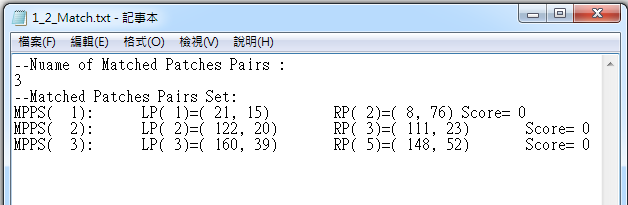 1_2_Match.txt - 記事本
檔案(F) 編輯(E) 格式(O) 檢視(V) 說明(H)
--Nuame of Matched Patches Pairs :
3
--Matched Patches Pairs Set:
MPPS(  1):      LP( 1)=( 21, 15)        RP( 2)=( 8, 76) Score= 0
MPPS(  2):      LP( 2)=( 122, 20)       RP( 3)=( 111, 23)       Score= 0
MPPS(  3):      LP( 3)=( 160, 39)       RP( 5)=( 148, 52)       Score= 0